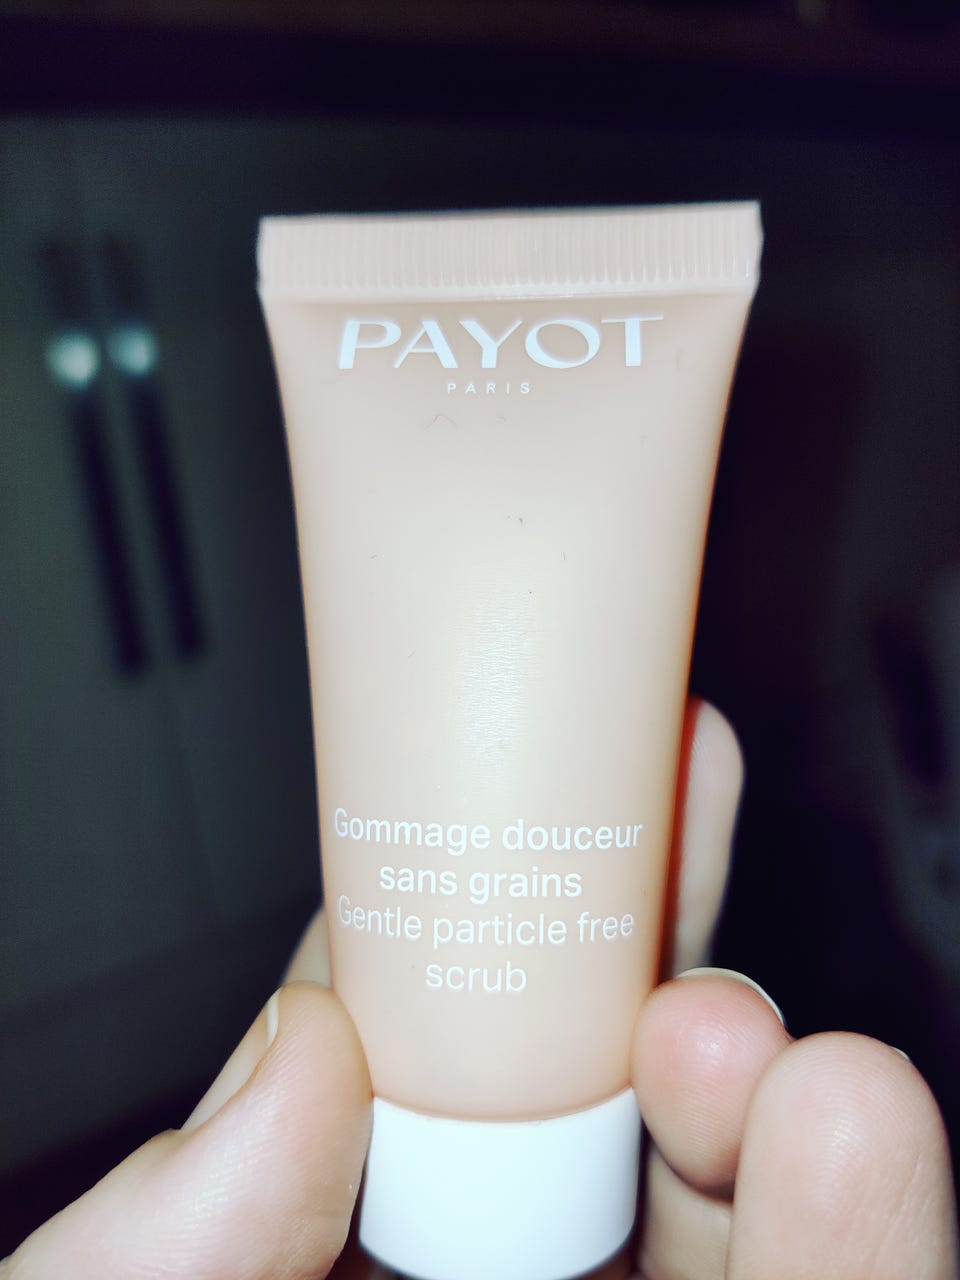 PAYOT
PARIS
Gommage douceur
sans grains
Gentle particle free
scrub